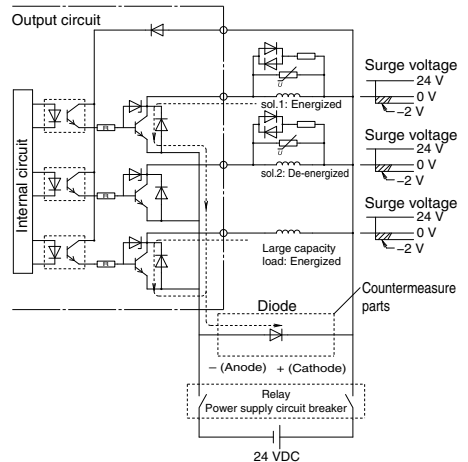 Output circuit
Internal circuit
Surge voltage
24 V
0 V
–2 V
sol.1: Energized
Surge voltage
24 V
0 V
–2 V
sol.2: De-energized
Surge voltage
24 V
0 V
–2 V
Large capacity
load: Energized
Countermeasure
parts
Diode
– (Anode) + (Cathode)
Relay
Power supply circuit breaker
24 VDC